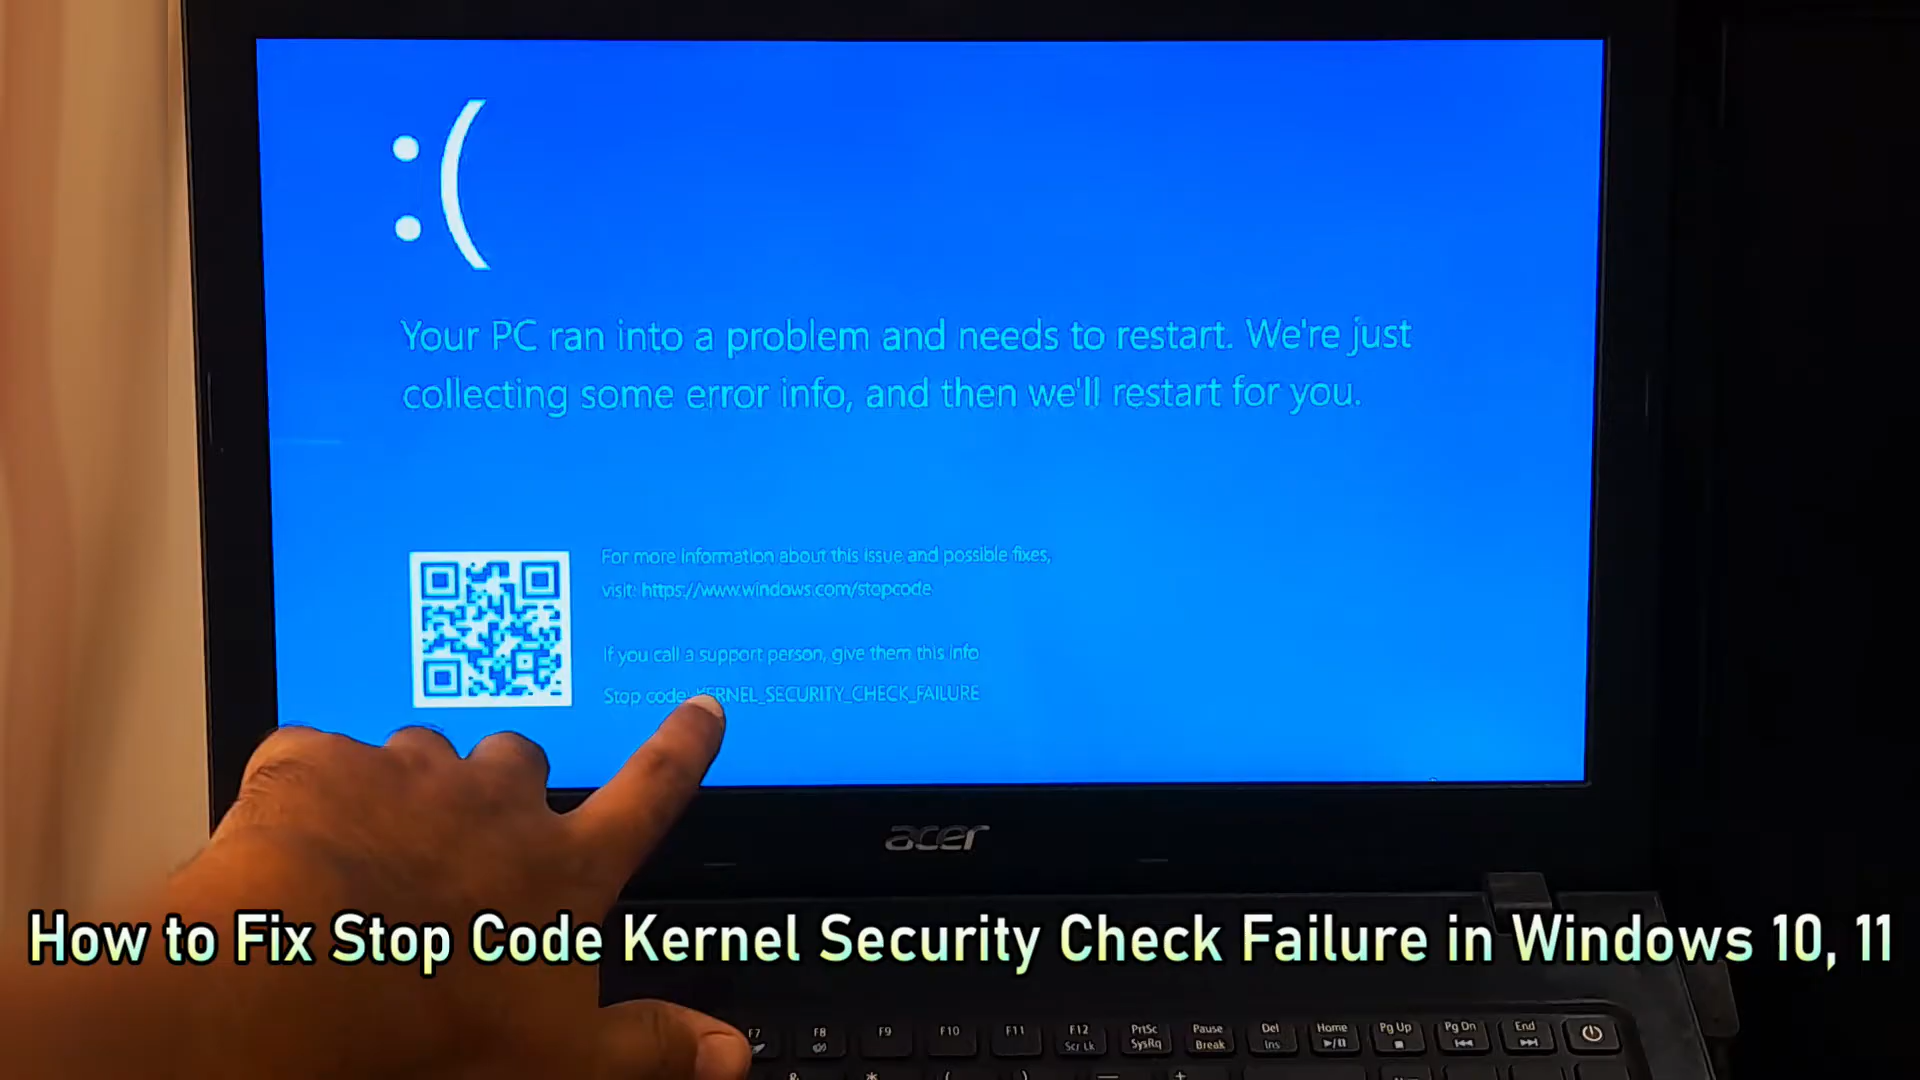 :(
Your PC ran into a problem and needs to restart. We're just
collecting some error info, and then we'll restart for you.
For more information about this issue and possible fixes,
visit: https://www.windows.com/stopcode
If you call a support person, give them this info
Stop code: KERNEL_SECURITY_CHECK_FAILURE
acer
How to Fix Stop Code Kernel Security Check Failure in Windows 10, 11
F7 F8 F9 F10 F11 F12 PrtSc Pause Del Home Pg Up Pg Dn End
Scr Lk SysRq Break Ins
& * ( ) — +